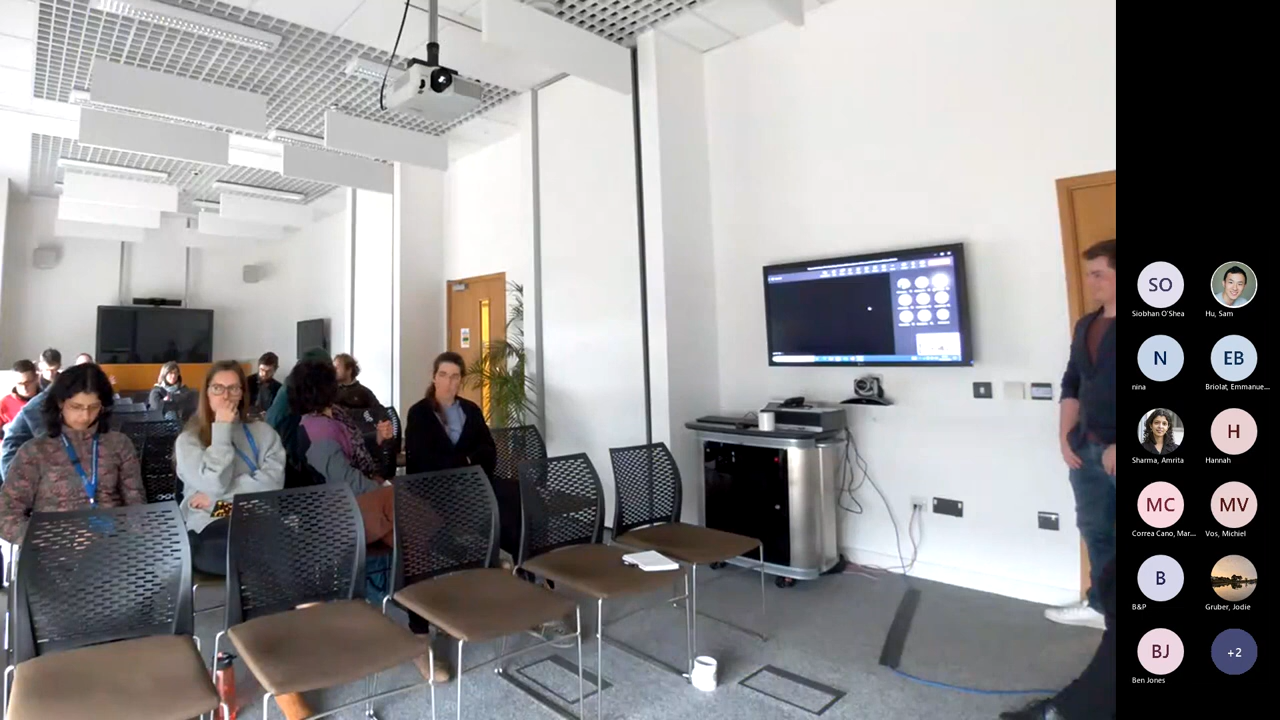 SO
Siobhan O'Shea
Hu, Sam
N
nina
EB
Briolat, Emmanue...
Sharma, Amrita
H
Hannah
MC
Correa Cano, Mar...
MV
Vos, Michiel
B
B&P
Gruber, Jodie
BJ
Ben Jones
+2